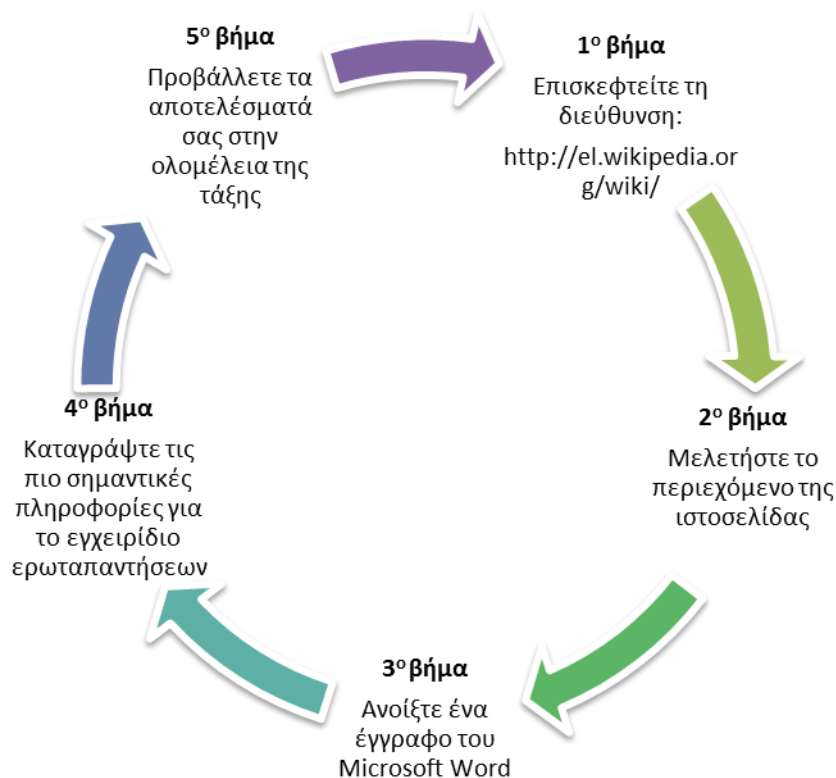 1ο βήμα
Επισκεφτείτε τη
διεύθυνση:
http://el.wikipedia.or
g/wiki/
2ο βήμα
Μελετήστε το
περιεχόμενο της
ιστοσελίδας
3ο βήμα
Ανοίξτε ένα
έγγραφο του
Microsoft Word
4ο βήμα
Καταγράψτε τις
πιο σημαντικές
πληροφορίες για
το εγχειρίδιο
ερωταπαντήσεων
5ο βήμα
Προβάλλετε τα
αποτελέσματά
σας στην
ολομέλεια της
τάξης